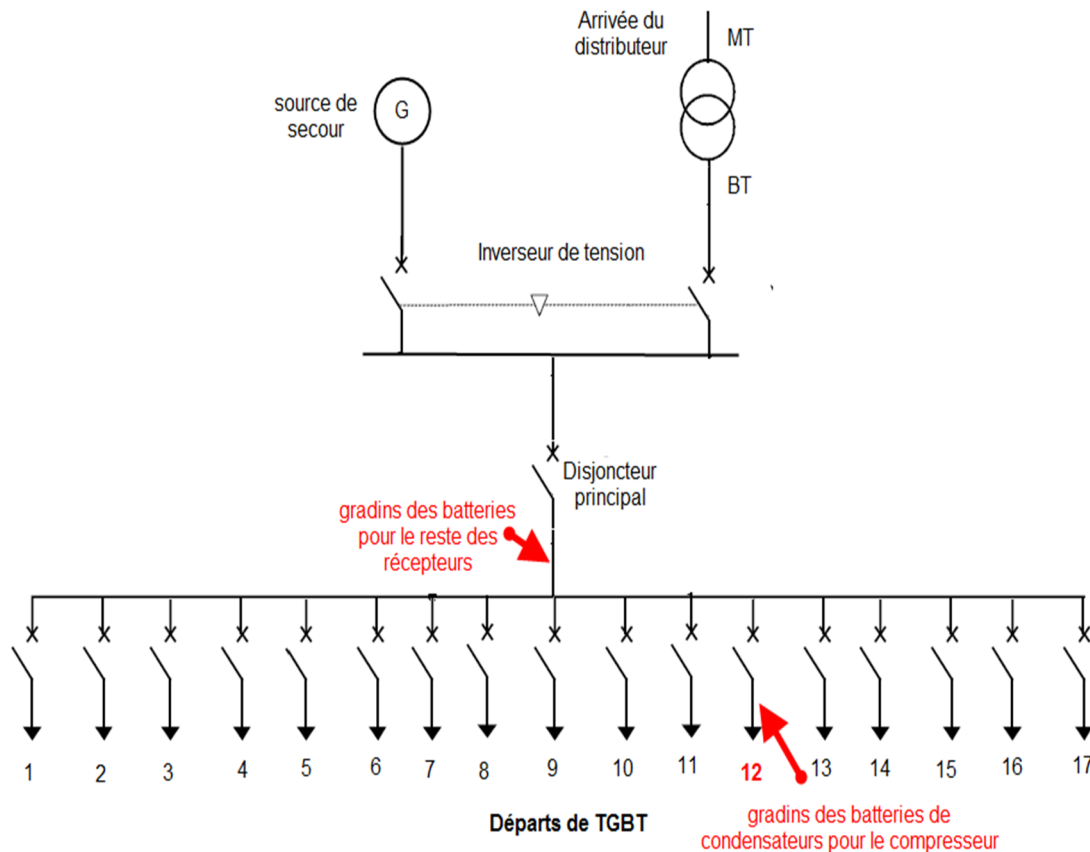 Arrivée du
distributeur
MT
source de
secour
G
BT
Inverseur de tension
Disjoncteur
principal
gradins des batteries
pour le reste des
récepteurs
1 2 3 4 5 6 7 8 9 10 11 12 13 14 15 16 17
Départs de TGBT
gradins des batteries de
condensateurs pour le compresseur